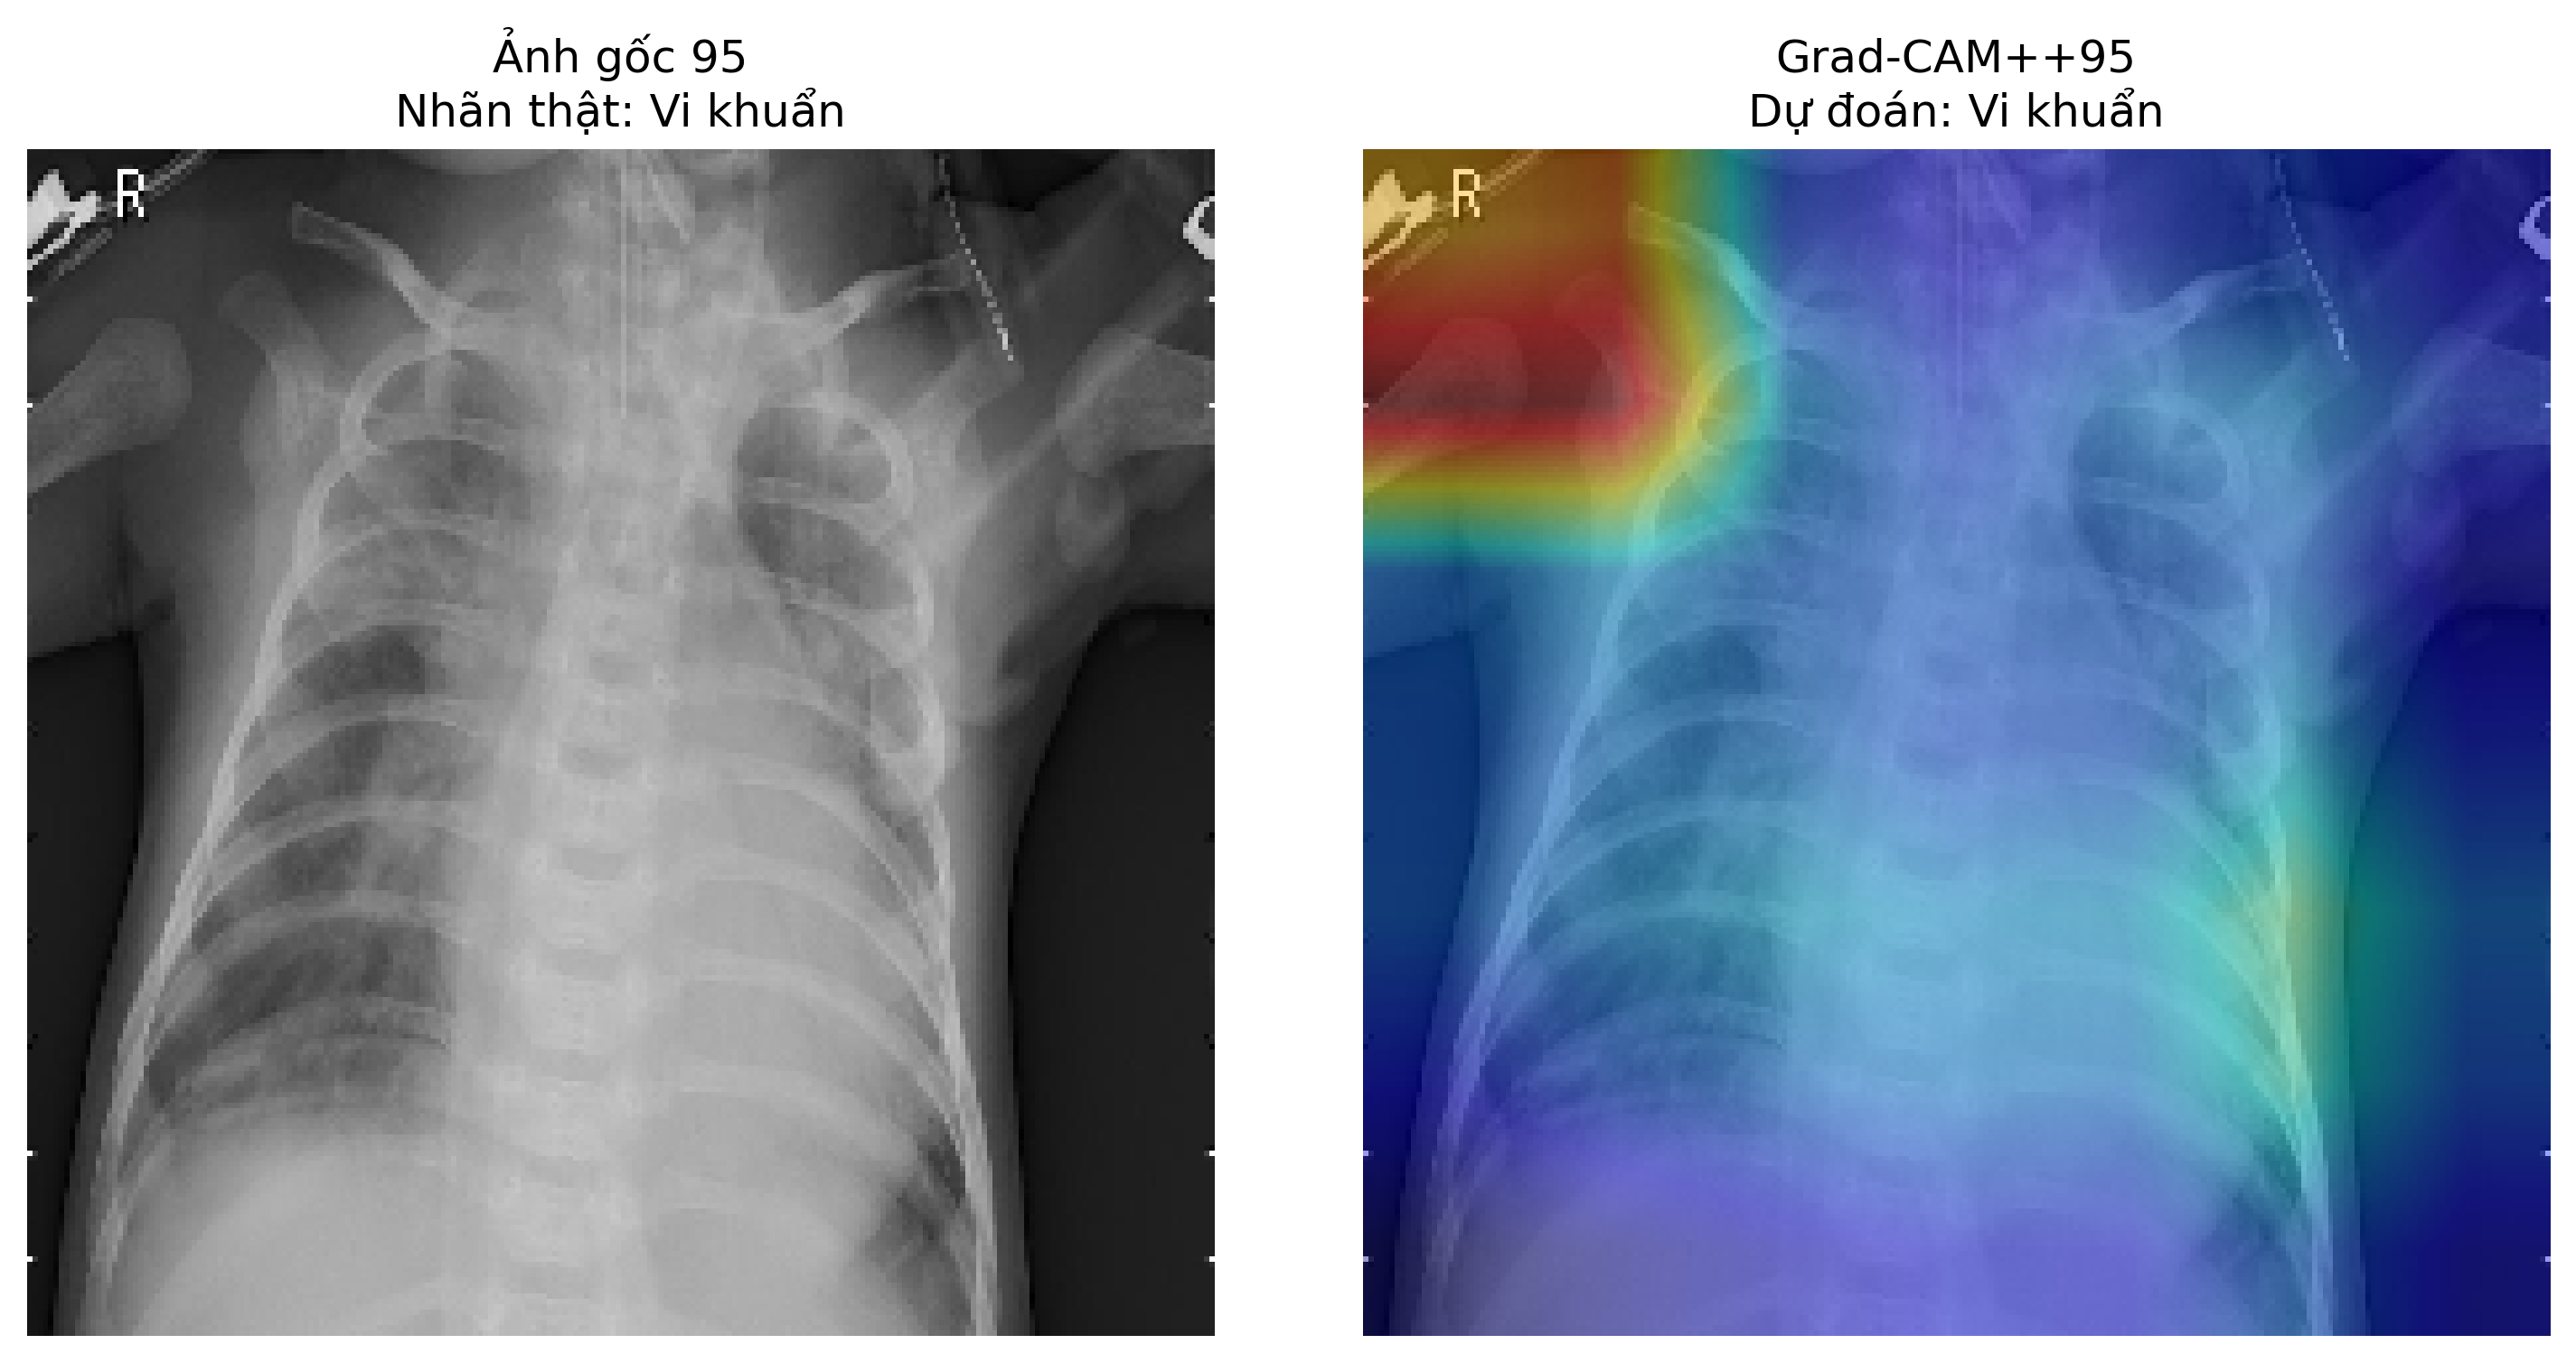 Ảnh gốc 95
Nhãn thật: Vi khuẩn
R
Grad-CAM++95
Dự đoán: Vi khuẩn
R